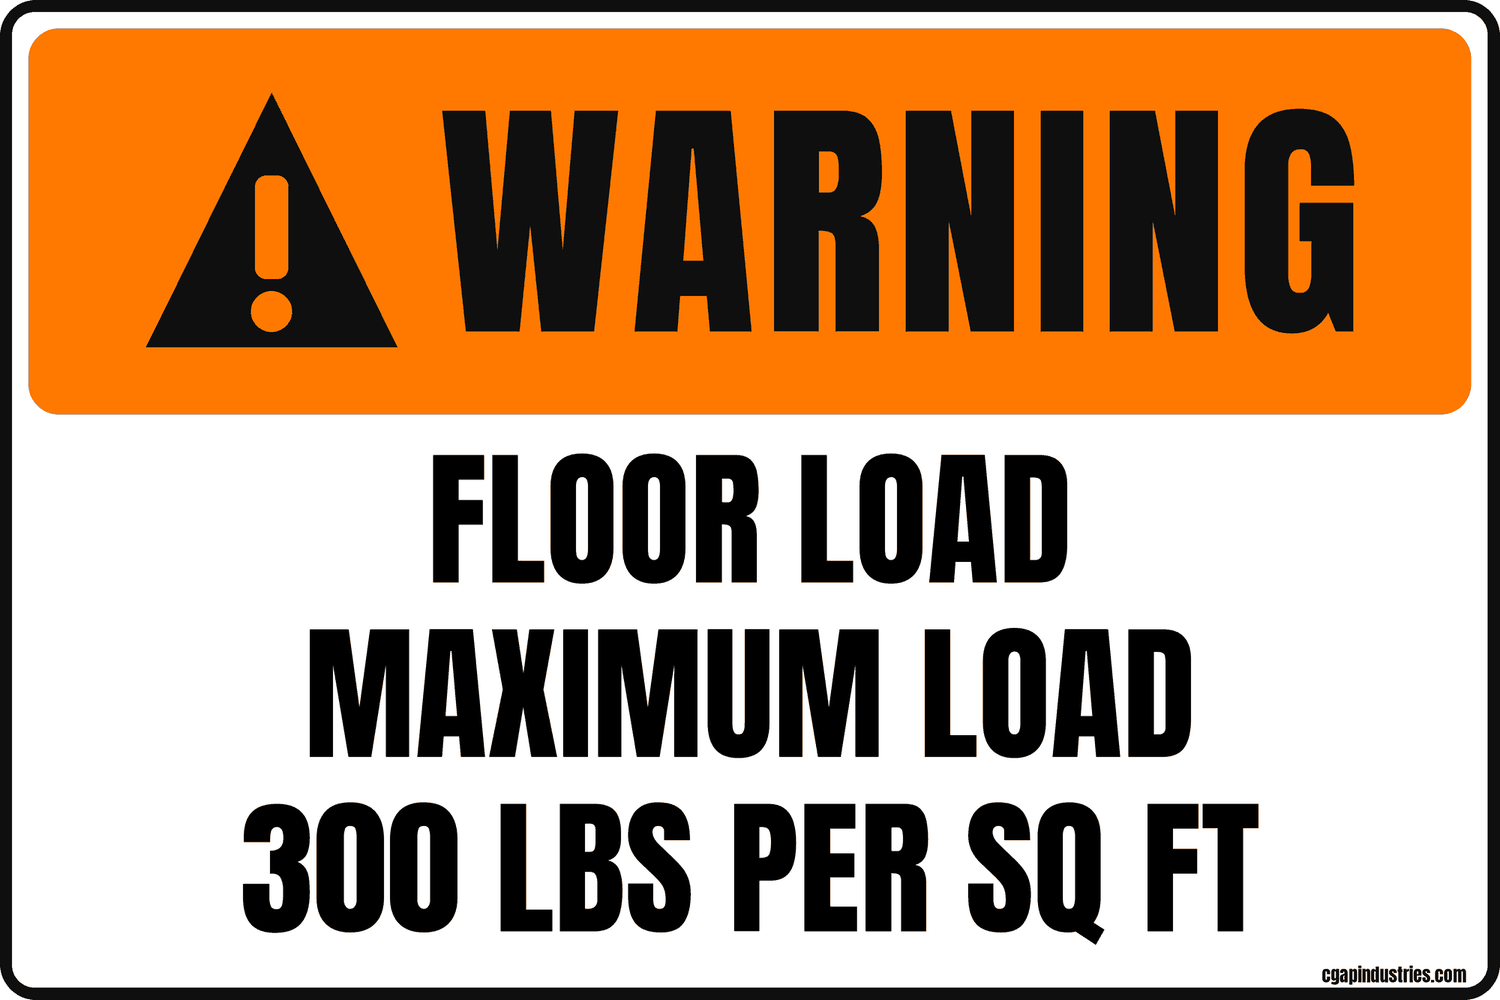 WARNING
FLOOR LOAD
MAXIMUM LOAD
300 LBS PER SQ FT
cgapindustries.com